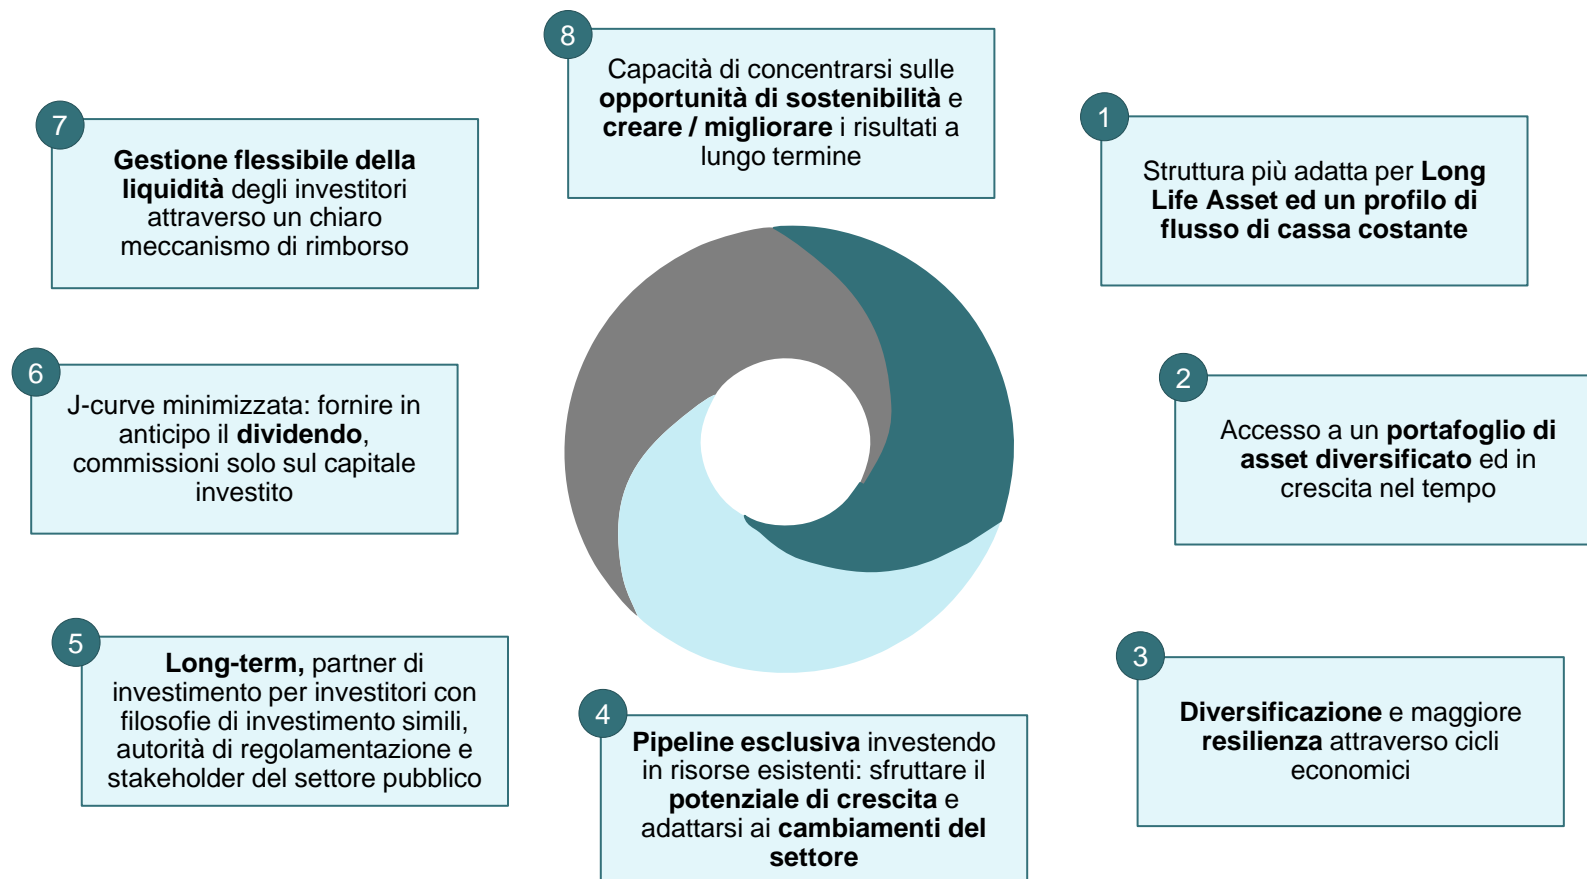 1
Struttura più adatta per Long
Life Asset ed un profilo di
flusso di cassa costante
2
Accesso a un portafoglio di
asset diversificato ed in
crescita nel tempo
3
Diversificazione e maggiore
resilienza attraverso cicli
economici
4
Pipeline esclusiva investendo
in risorse esistenti: sfruttare il
potenziale di crescita e
adattarsi ai cambiamenti del
settore
5
Long-term, partner di
investimento per investitori con
filosofie di investimento simili,
autorità di regolamentazione e
stakeholder del settore pubblico
6
J-curve minimizzata: fornire in
anticipo il dividendo,
commissioni solo sul capitale
investito
7
Gestione flessibile della
liquidità degli investitori
attraverso un chiaro
meccanismo di rimborso
8
Capacità di concentrarsi sulle
opportunità di sostenibilità e
creare / migliorare i risultati a
lungo termine